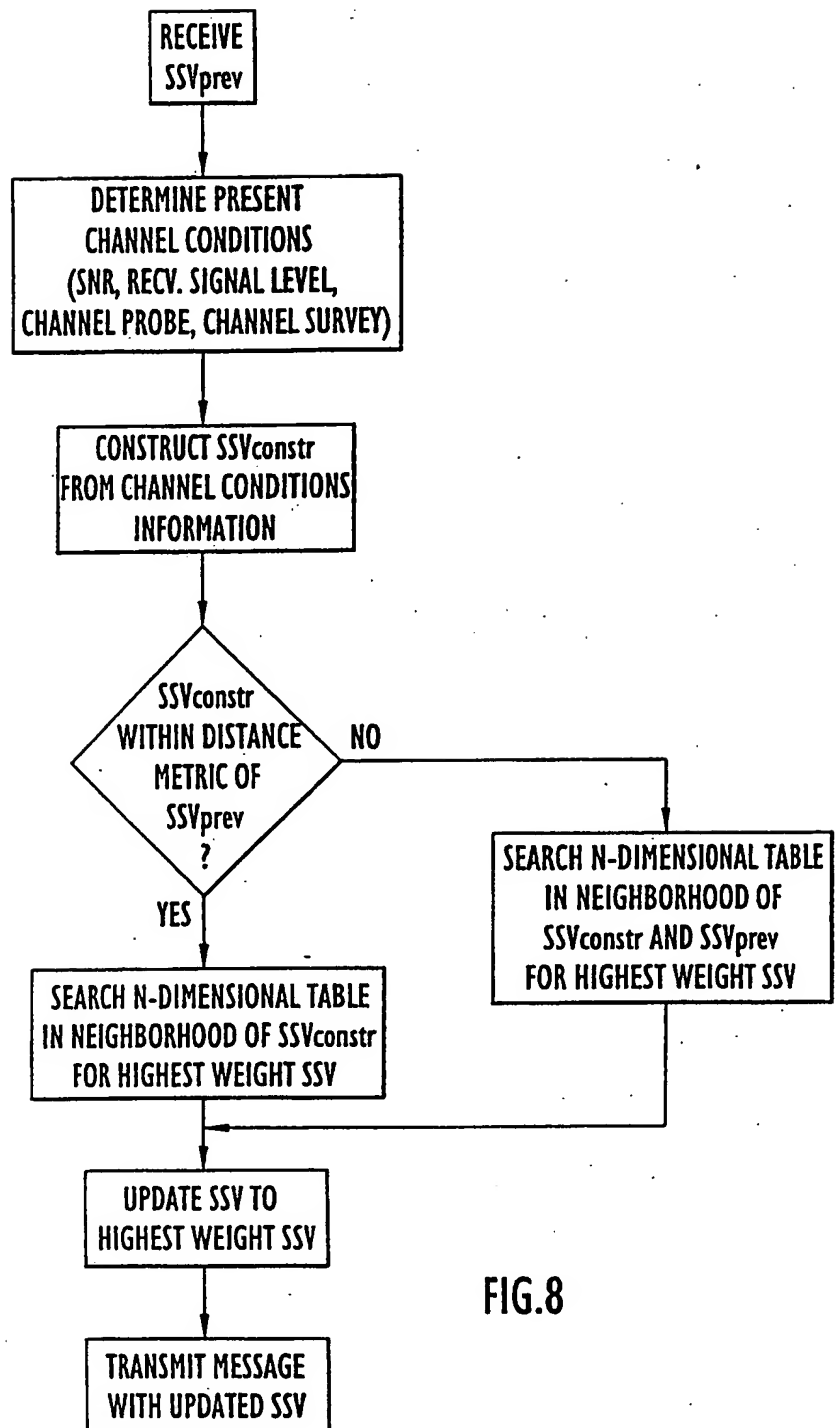 RECEIVE
SSVprev
DETERMINE PRESENT
CHANNEL CONDITIONS
(SNR, RECV. SIGNAL LEVEL,
CHANNEL PROBE, CHANNEL SURVEY)
CONSTRUCT SSVconstr
FROM CHANNEL CONDITIONS
INFORMATION
SSVconstr
WITHIN DISTANCE
METRIC OF
SSVprev
?
NO
YES
SEARCH N-DIMENSIONAL TABLE
IN NEIGHBORHOOD OF
SSVconstr AND SSVprev
FOR HIGHEST WEIGHT SSV
SEARCH N-DIMENSIONAL TABLE
IN NEIGHBORHOOD OF SSVconstr
FOR HIGHEST WEIGHT SSV
UPDATE SSV TO
HIGHEST WEIGHT SSV
TRANSMIT MESSAGE
WITH UPDATED SSV
FIG.8